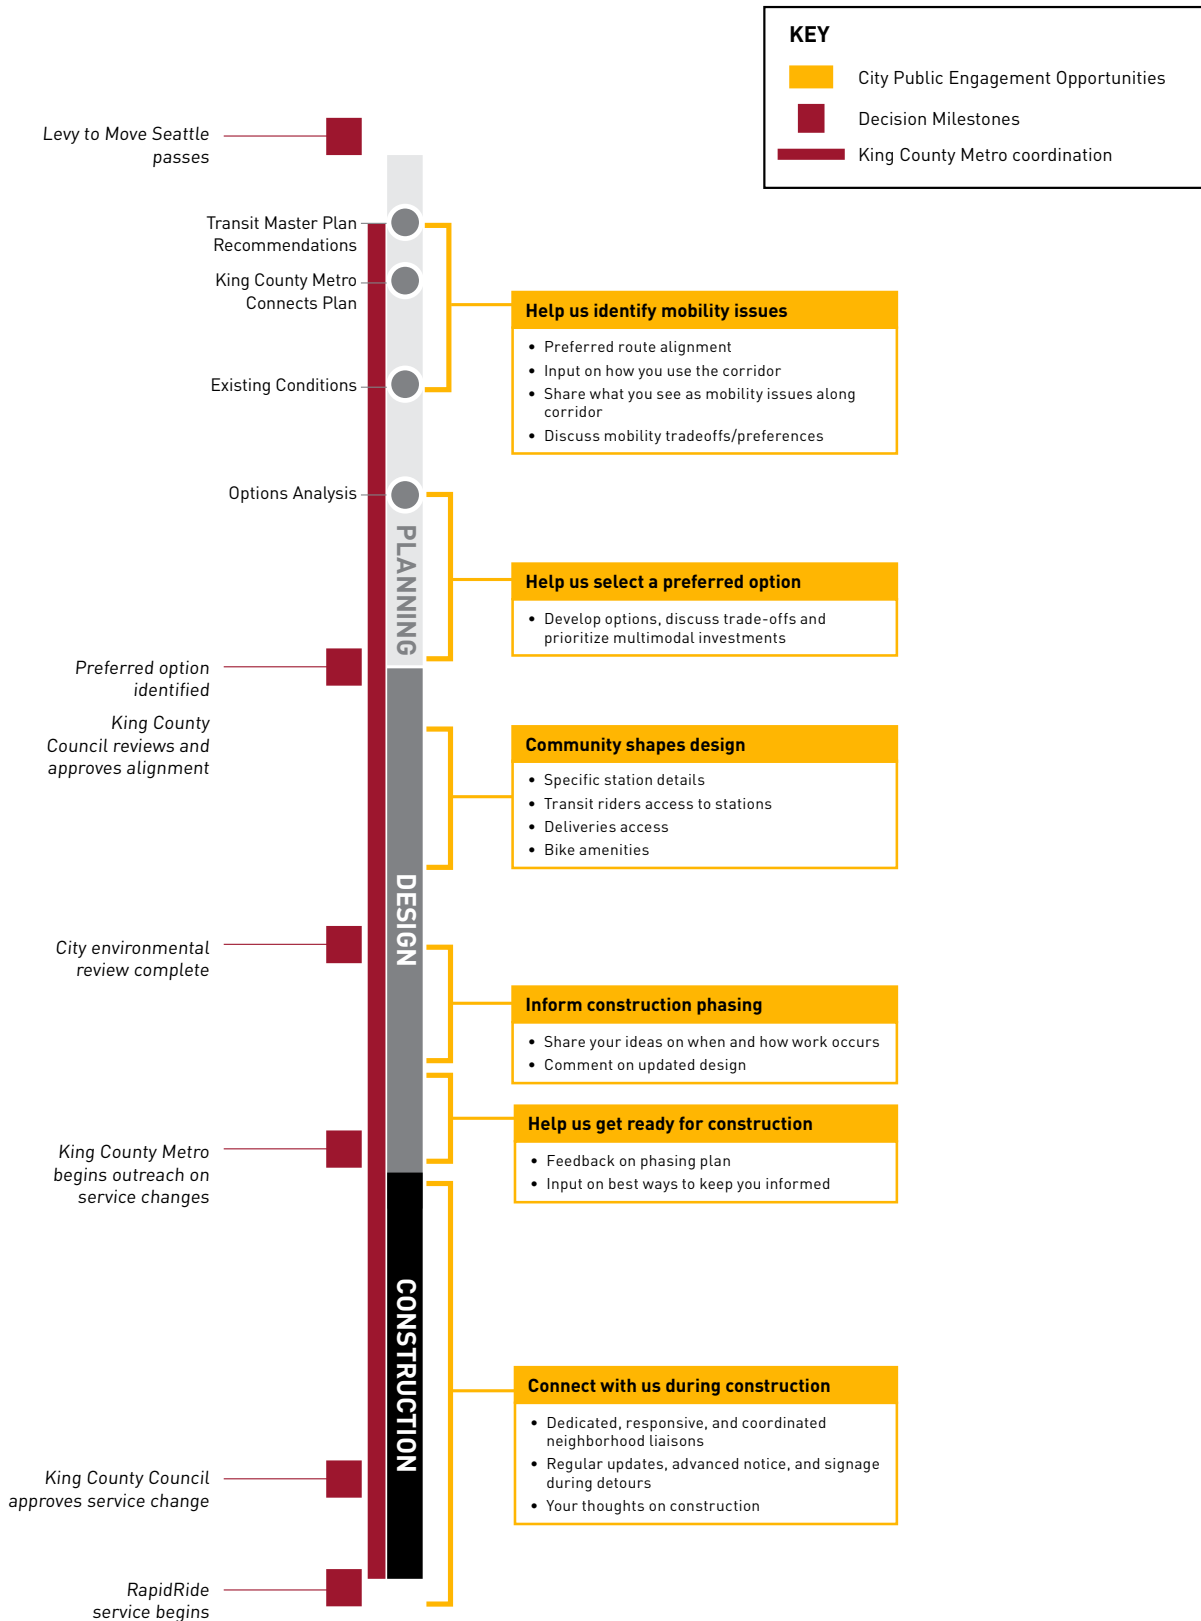 KEY
City Public Engagement Opportunities
Decision Milestones
King County Metro coordination
Levy to Move Seattle
passes
Transit Master Plan
Recommendations
King County Metro
Connects Plan
Existing Conditions
Options Analysis
Preferred option
identified
King County
Council reviews and
approves alignment
City environmental
review complete
King County Metro
begins outreach on
service changes
King County Council
approves service change
RapidRide
service begins
PLANNING
DESIGN
CONSTRUCTION
Help us identify mobility issues
• Preferred route alignment
• Input on how you use the corridor
• Share what you see as mobility issues along
corridor
• Discuss mobility tradeoffs/preferences
Help us select a preferred option
• Develop options, discuss trade-offs and
prioritize multimodal investments
Community shapes design
• Specific station details
• Transit riders access to stations
• Deliveries access
• Bike amenities
Inform construction phasing
• Share your ideas on when and how work occurs
• Comment on updated design
Help us get ready for construction
• Feedback on phasing plan
• Input on best ways to keep you informed
Connect with us during construction
• Dedicated, responsive, and coordinated
neighborhood liaisons
• Regular updates, advanced notice, and signage
during detours
• Your thoughts on construction